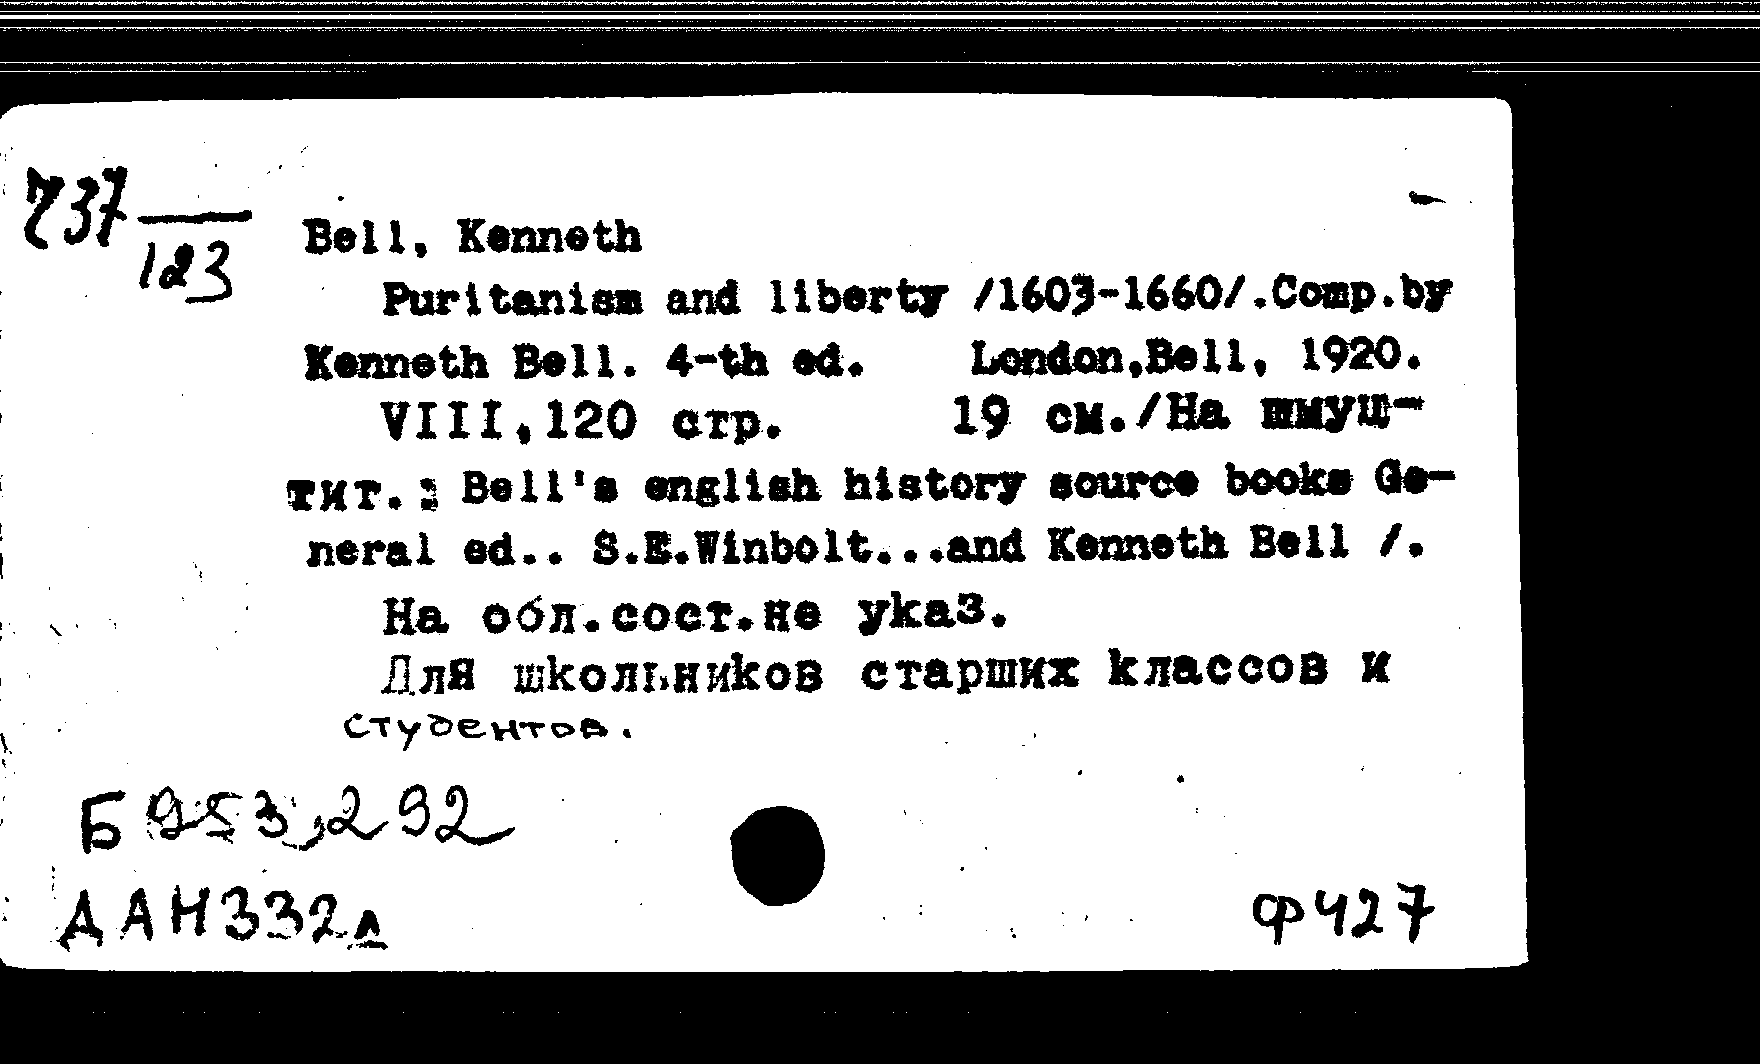 737
123
Bell, Kenneth
Puritanism and liberty /1603-1660/.Comp.by
Kenneth Bell. 4-th ed. London,Bell, 1920.
VIII,120 стр. 19 см./На шмуц-
тит.: Bell's english history source books Ge-
neral ed.. S.E.Winbolt...and Kenneth Bell /.
На обл.сост.не указ.
Для школьников старших классов и
студентов.
Б 953,292
ДАН332л
Ф427